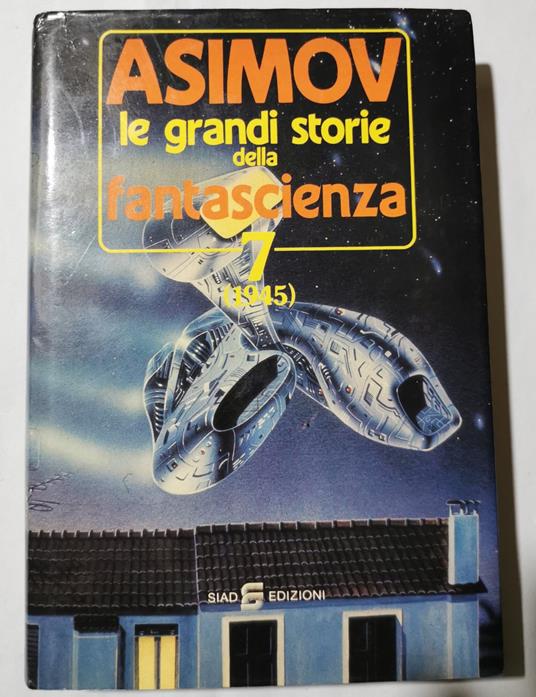 ASIMOV
le grandi storie
della
fantascienza
7
(1945)
SIAD EDIZIONI